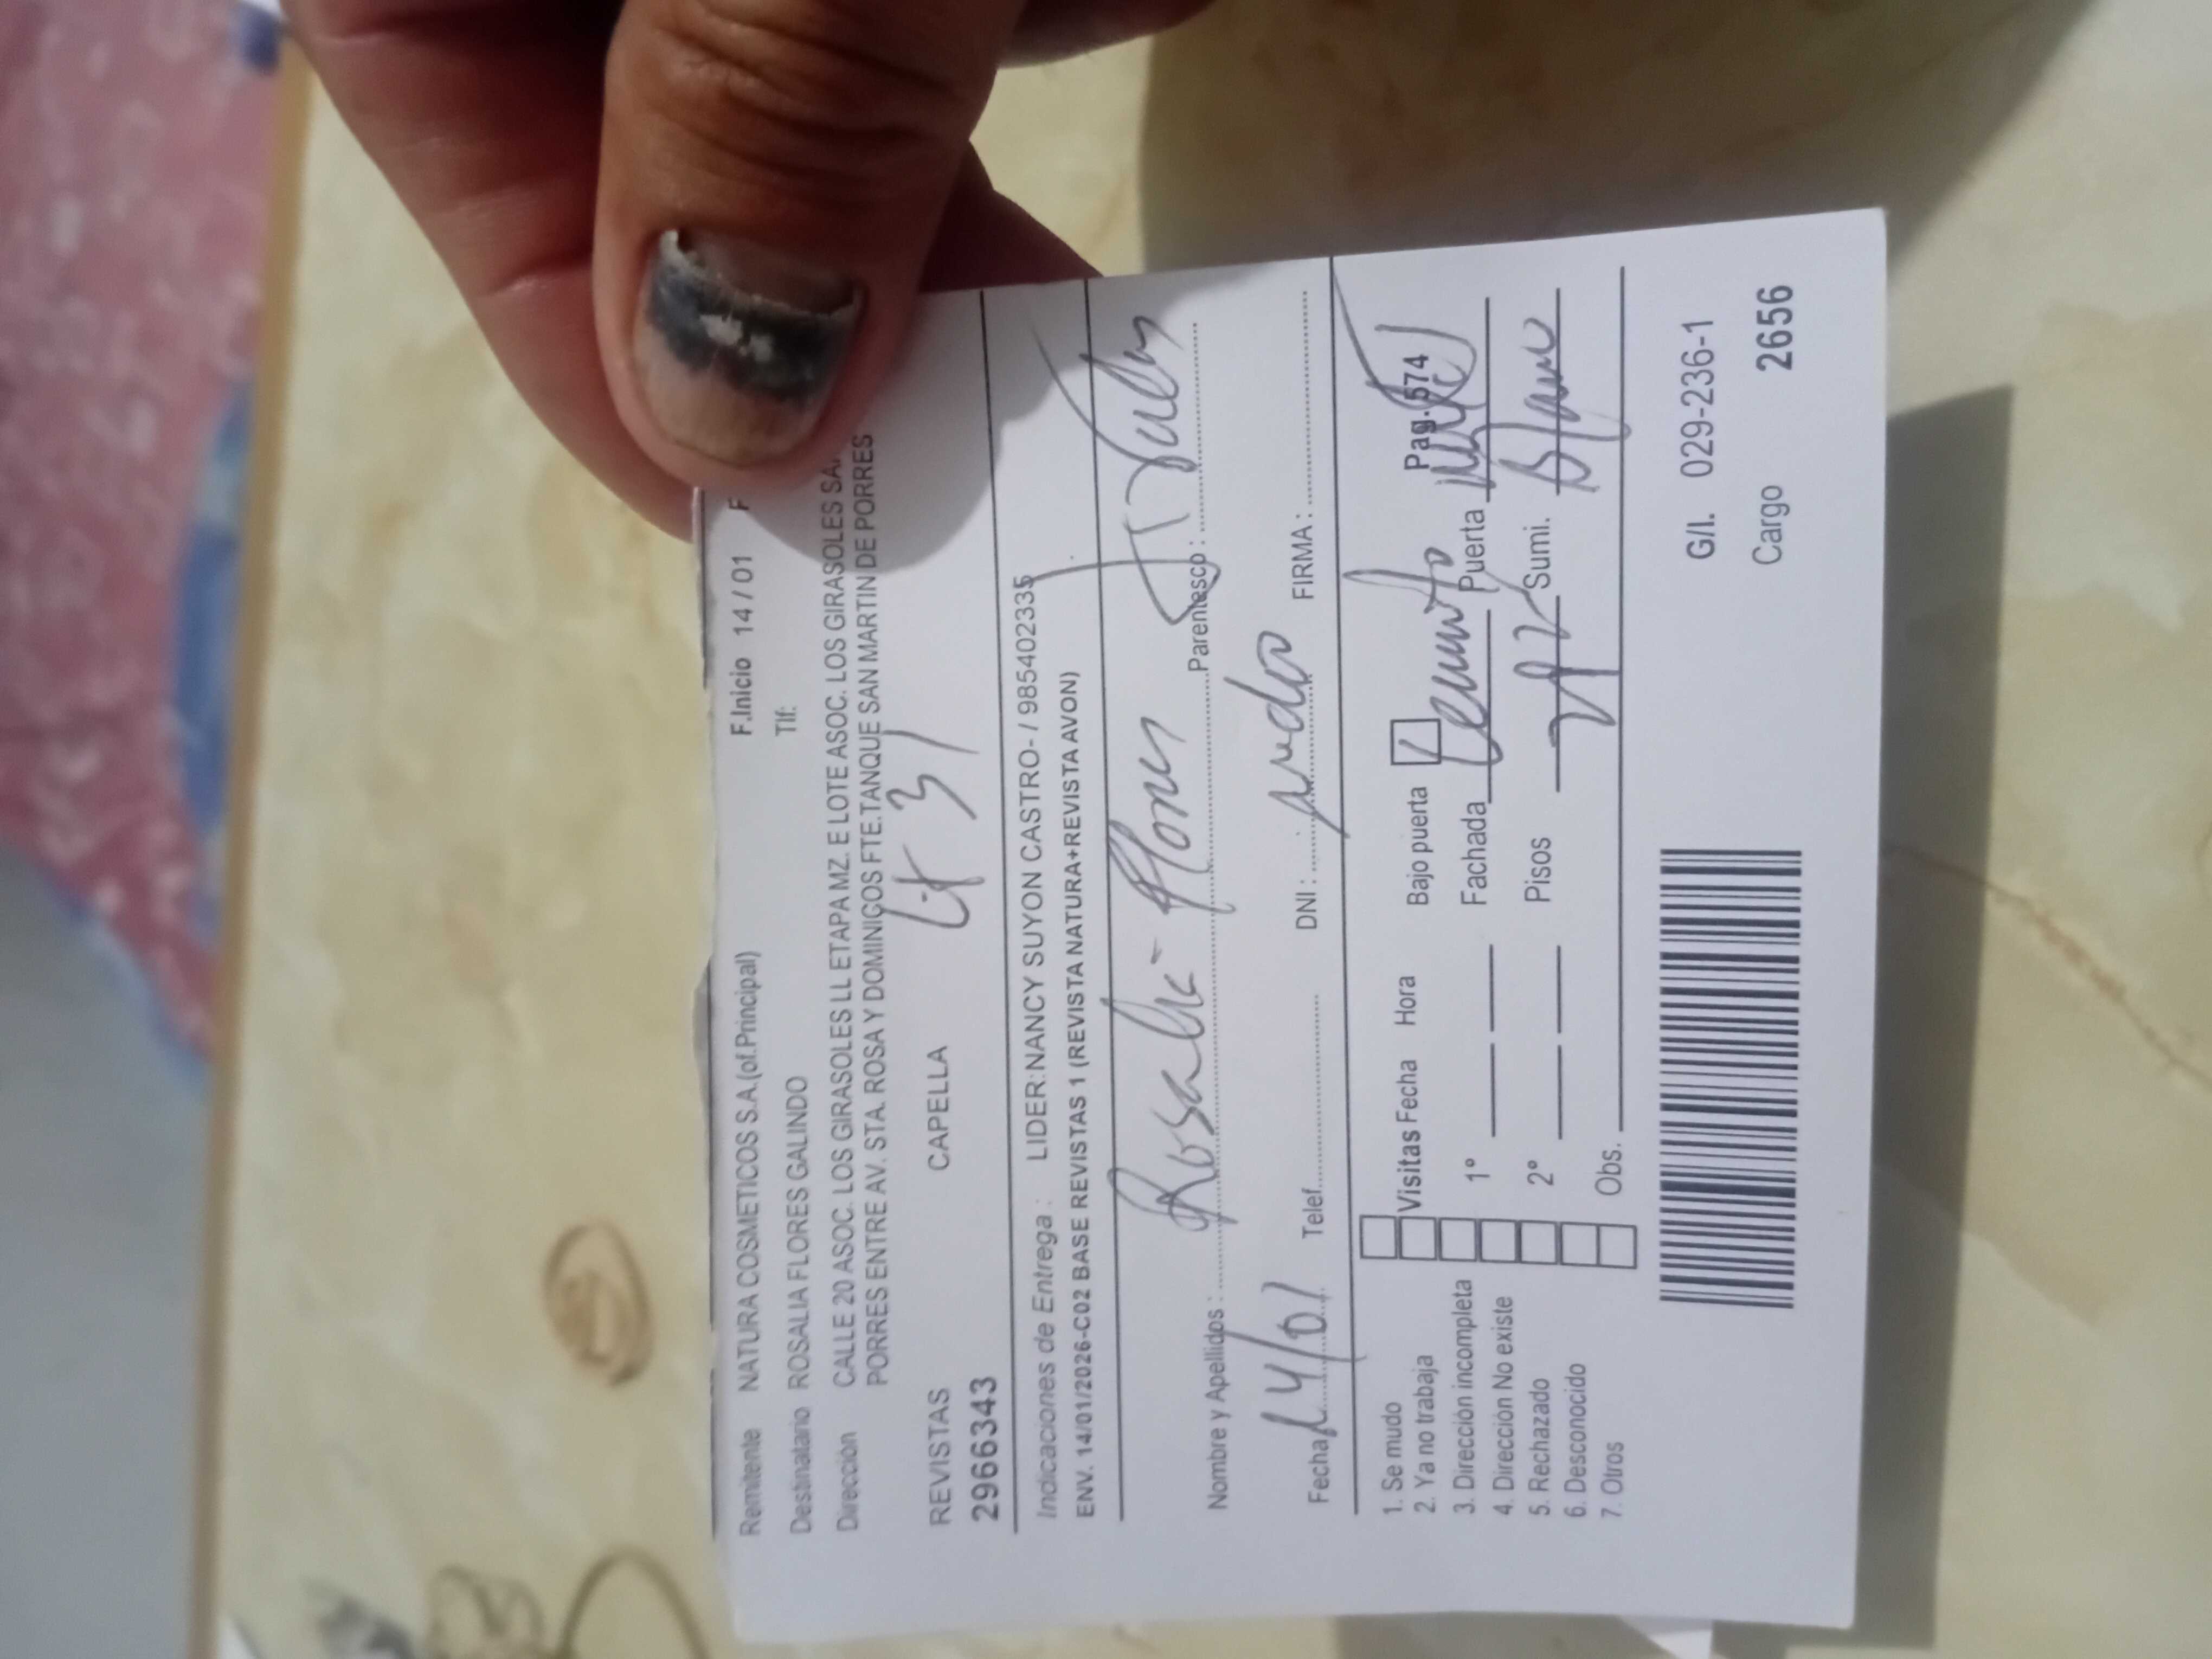 F.Inicio 14 / 01 F
Remitente NATURA COSMETICOS S.A.(of.Principal) Tlf:
Destinatario ROSALIA FLORES GALINDO
Dirección CALLE 20 ASOC. LOS GIRASOLES LL ETAPA MZ. E LOTE ASOC. LOS GIRASOLES SA
PORRES ENTRE AV. STA. ROSA Y DOMINICOS FTE.TANQUE SAN MARTIN DE PORRES
REVISTAS CAPELLA Lt 31
2966343
Indicaciones de Entrega : LIDER:NANCY SUYON CASTRO- / 985402335
ENV. 14/01/2026-C02 BASE REVISTAS 1 (REVISTA NATURA+REVISTA AVON)
Nombre y Apellidos : Rosalia Flores Parentesco :
Fecha 14/01 Telef. DNI : FIRMA :
Pag-574
1. Se mudo Visitas Fecha Hora Bajo puerta
2. Ya no trabaja 1º Fachada Puerta
3. Dirección incompleta 2º Pisos Sumi.
4. Dirección No existe Obs.
5. Rechazado
6. Desconocido
7. Otros
G/I. 029-236-1
Cargo 2656